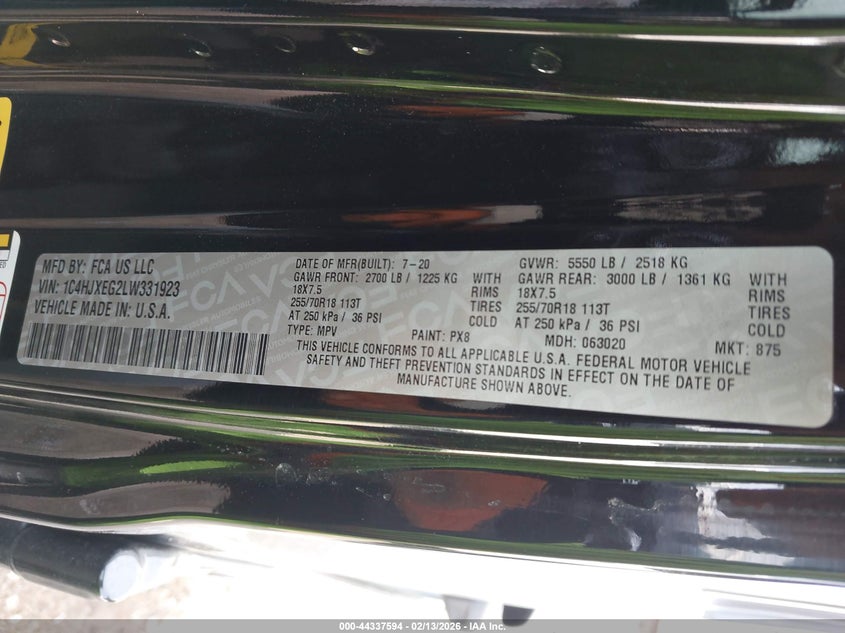 MFD BY: FCA US LLC
VIN: 1C4HJXEG2LW331923
VEHICLE MADE IN U.S.A.
DATE OF MFR(BUILT): 7-20 GVWR: 5550 LB / 2518 KG
GAWR FRONT: 2700 LB / 1225 KG WITH GAWR REAR: 3000 LB / 1361 KG WITH
18X7.5 RIMS 18X7.5 RIMS
255/70R18 113T TIRES 255/70R18 113T TIRES
AT 250 kPa / 36 PSI COLD AT 250 kPa / 36 PSI COLD
TYPE: MPV PAINT: PX8 MDH: 063020 MKT: 875
THIS VEHICLE CONFORMS TO ALL APPLICABLE U.S.A. FEDERAL MOTOR VEHICLE
SAFETY AND THEFT PREVENTION STANDARDS IN EFFECT ON THE DATE OF
MANUFACTURE SHOWN ABOVE.
000-44337594 - 02/13/2026 - IAA Inc.